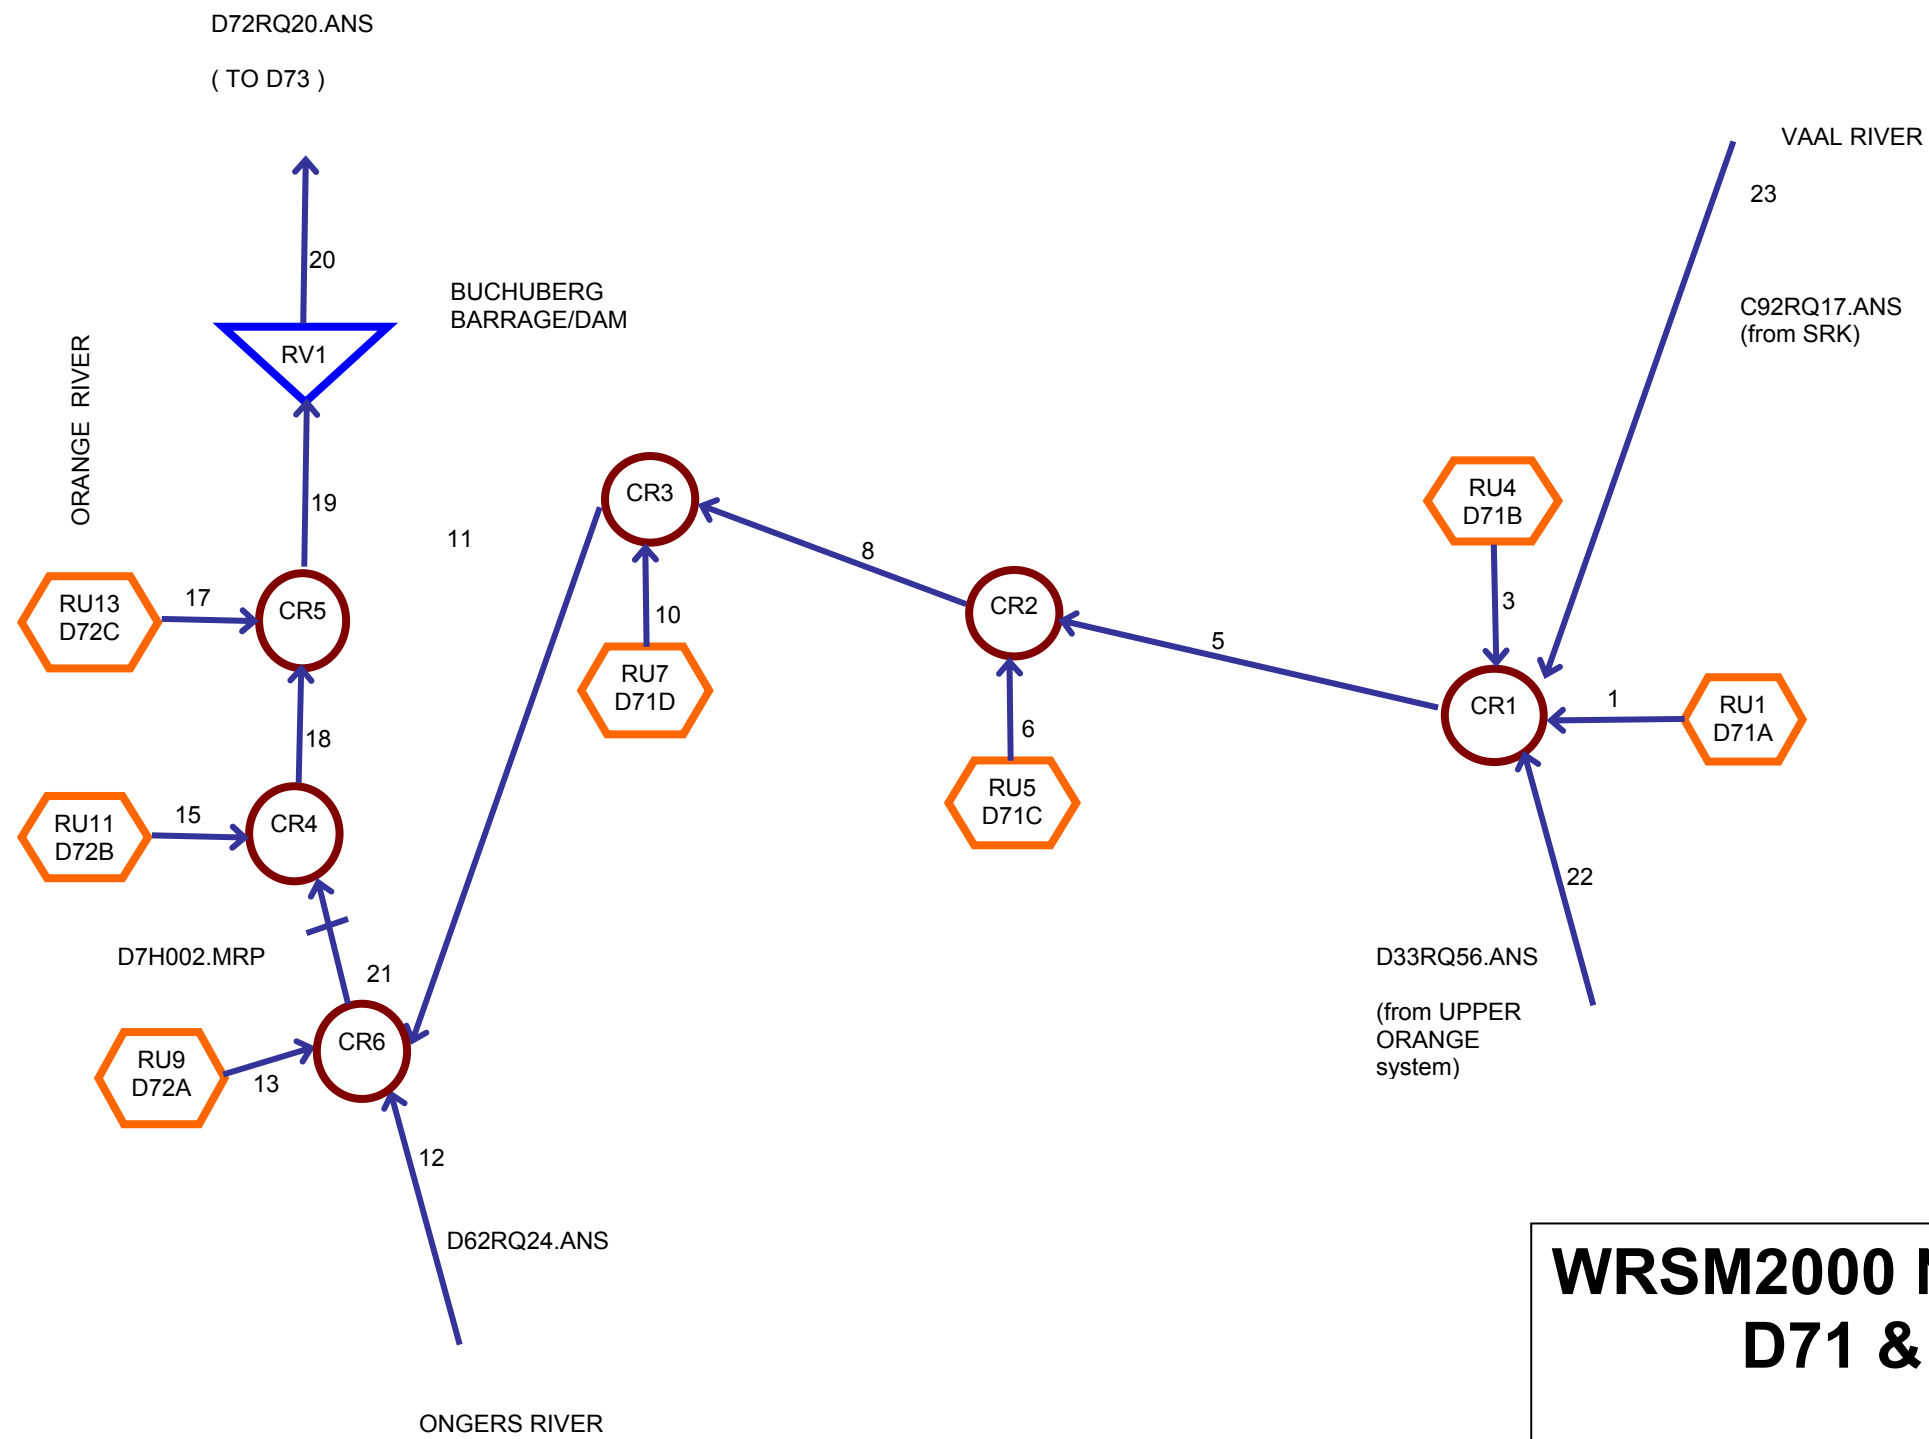 D72RQ20.ANS
( TO D73 )
VAAL RIVER
23
20
BUCHUBERG
BARRAGE/DAM
C92RQ17.ANS
(from SRK)
RV1
ORANGE RIVER
CR3
RU4
D71B
19
11
8
RU13
D72C
17
CR5
10
CR2
3
5
RU7
D71D
CR1
1
RU1
D71A
18
6
RU5
D71C
RU11
D72B
15
CR4
22
D7H002.MRP
21
D33RQ56.ANS
(from UPPER
ORANGE
system)
CR6
RU9
D72A
13
12
D62RQ24.ANS
WRSM2000
D71 &
ONGERS RIVER